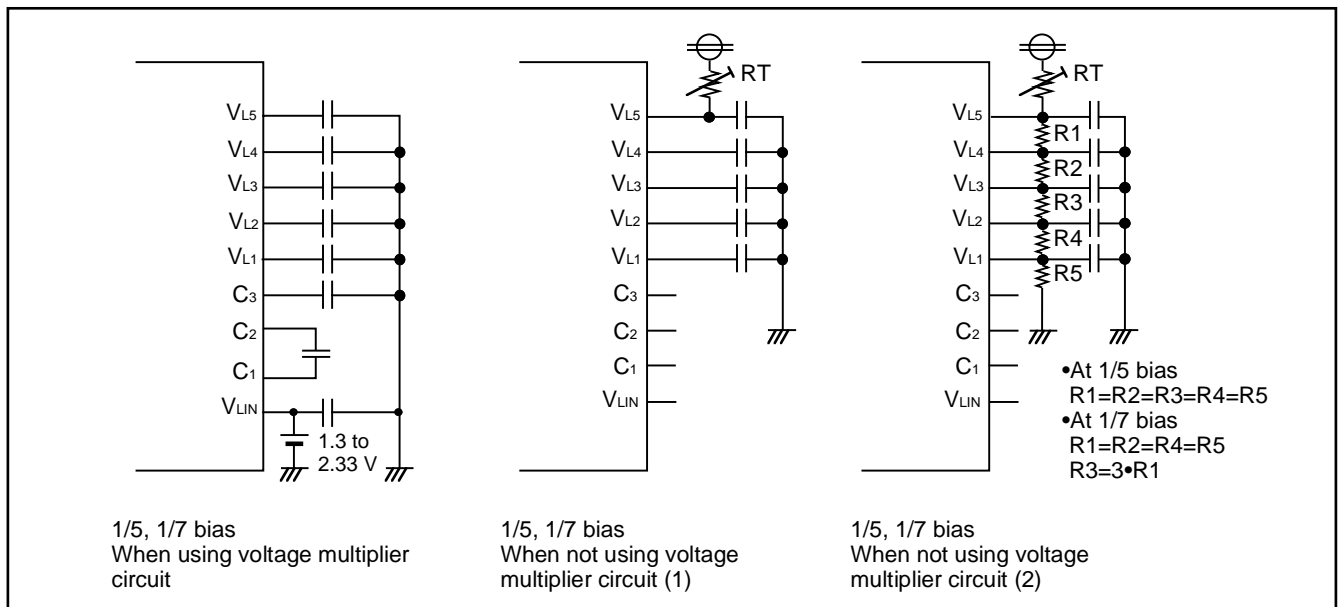 VL5
VL4
VL3
VL2
VL1
C3
C2
C1
VLIN
1.3 to
2.33 V
1/5, 1/7 bias
When using voltage multiplier
circuit
RT
VL5
VL4
VL3
VL2
VL1
C3
C2
C1
VLIN
1/5, 1/7 bias
When not using voltage
multiplier circuit (1)
RT
VL5
R1
VL4
R2
VL3
R3
VL2
R4
VL1
R5
C3
C2
C1
VLIN
•At 1/5 bias
R1=R2=R3=R4=R5
•At 1/7 bias
R1=R2=R4=R5
R3=3•R1
1/5, 1/7 bias
When not using voltage
multiplier circuit (2)